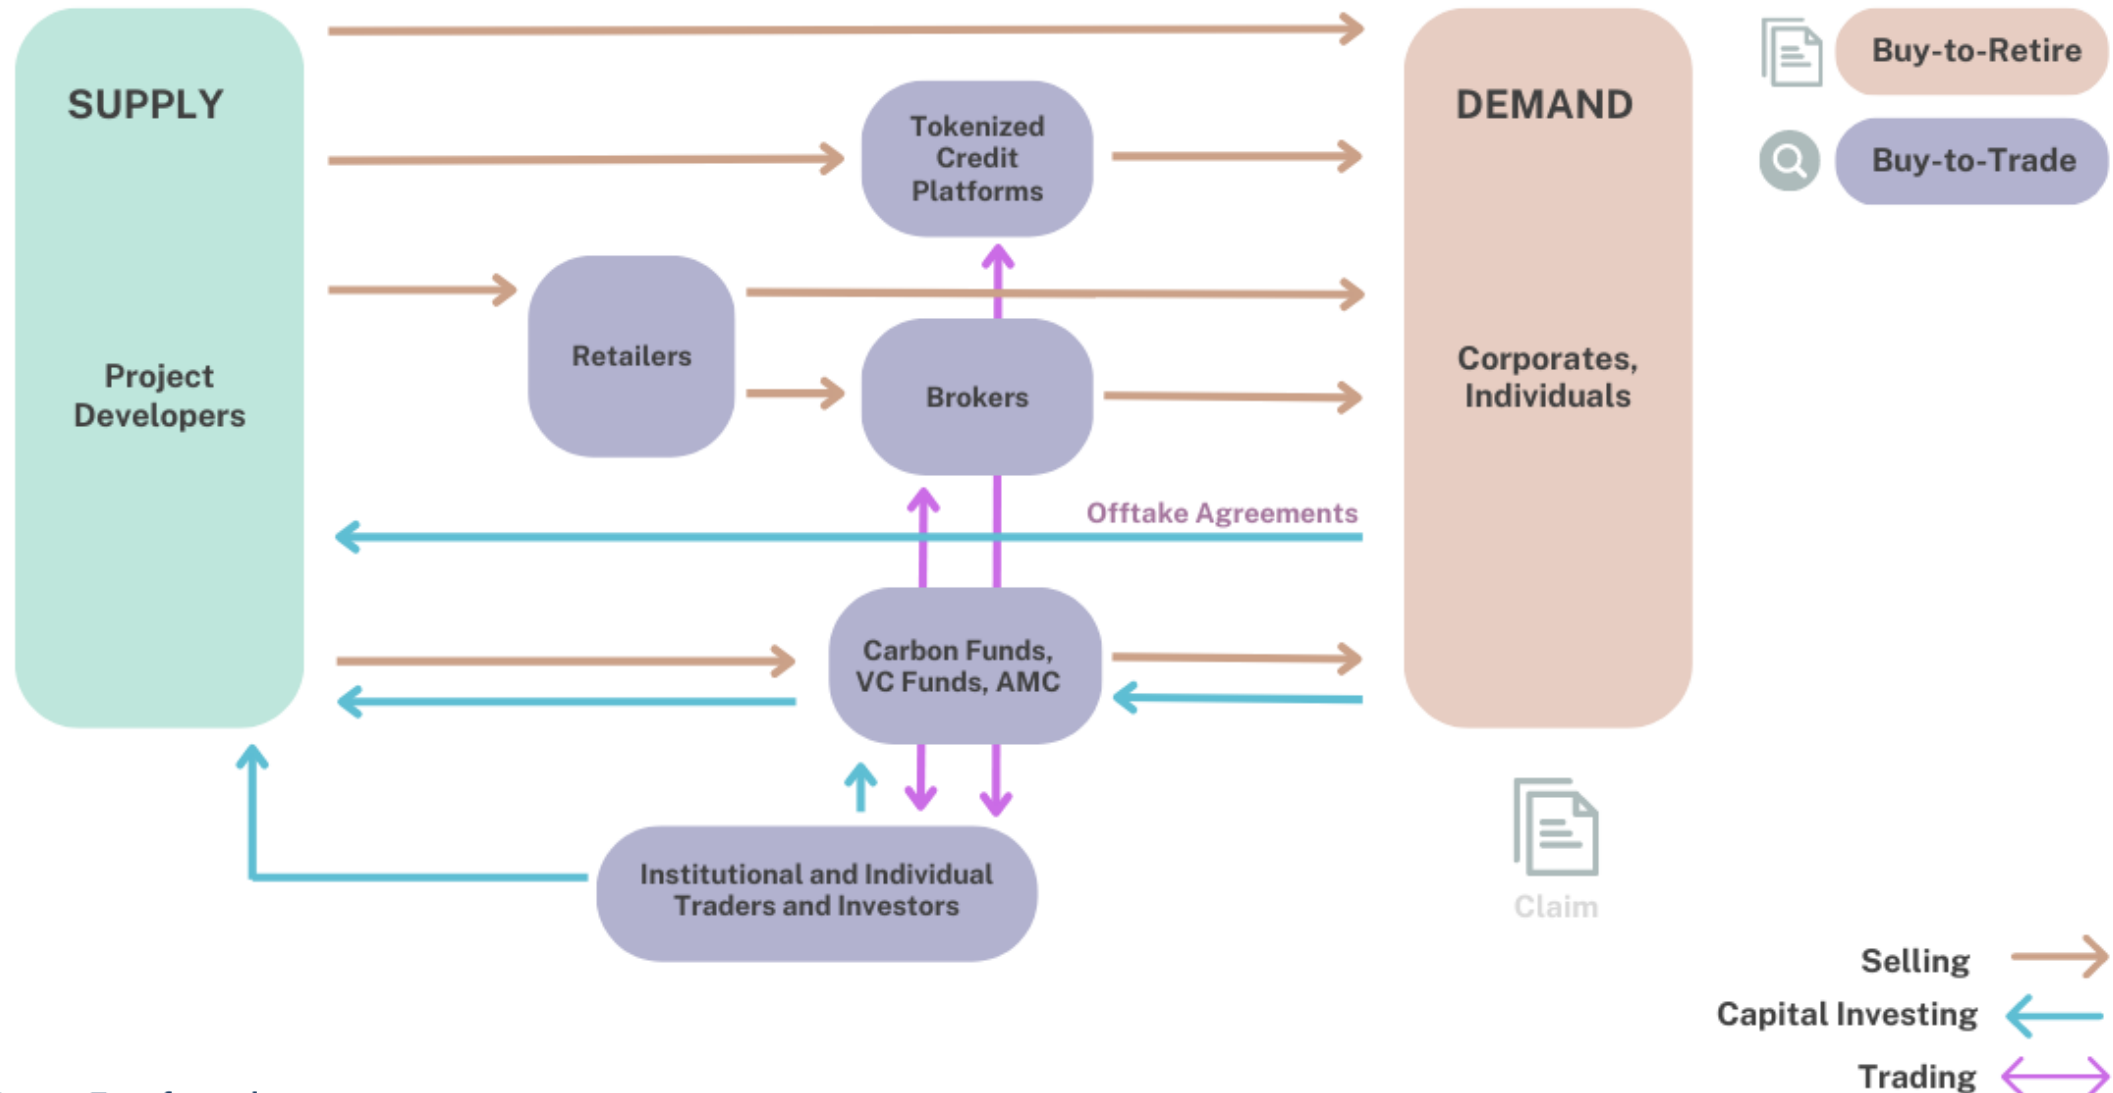 SUPPLY
Project
Developers
Tokenized
Credit
Platforms
Retailers
Brokers
Offtake Agreements
Carbon Funds,
VC Funds, AMC
Institutional and Individual
Traders and Investors
DEMAND
Corporates,
Individuals
Claim
Buy-to-Retire
Buy-to-Trade
Selling
Capital Investing
Trading